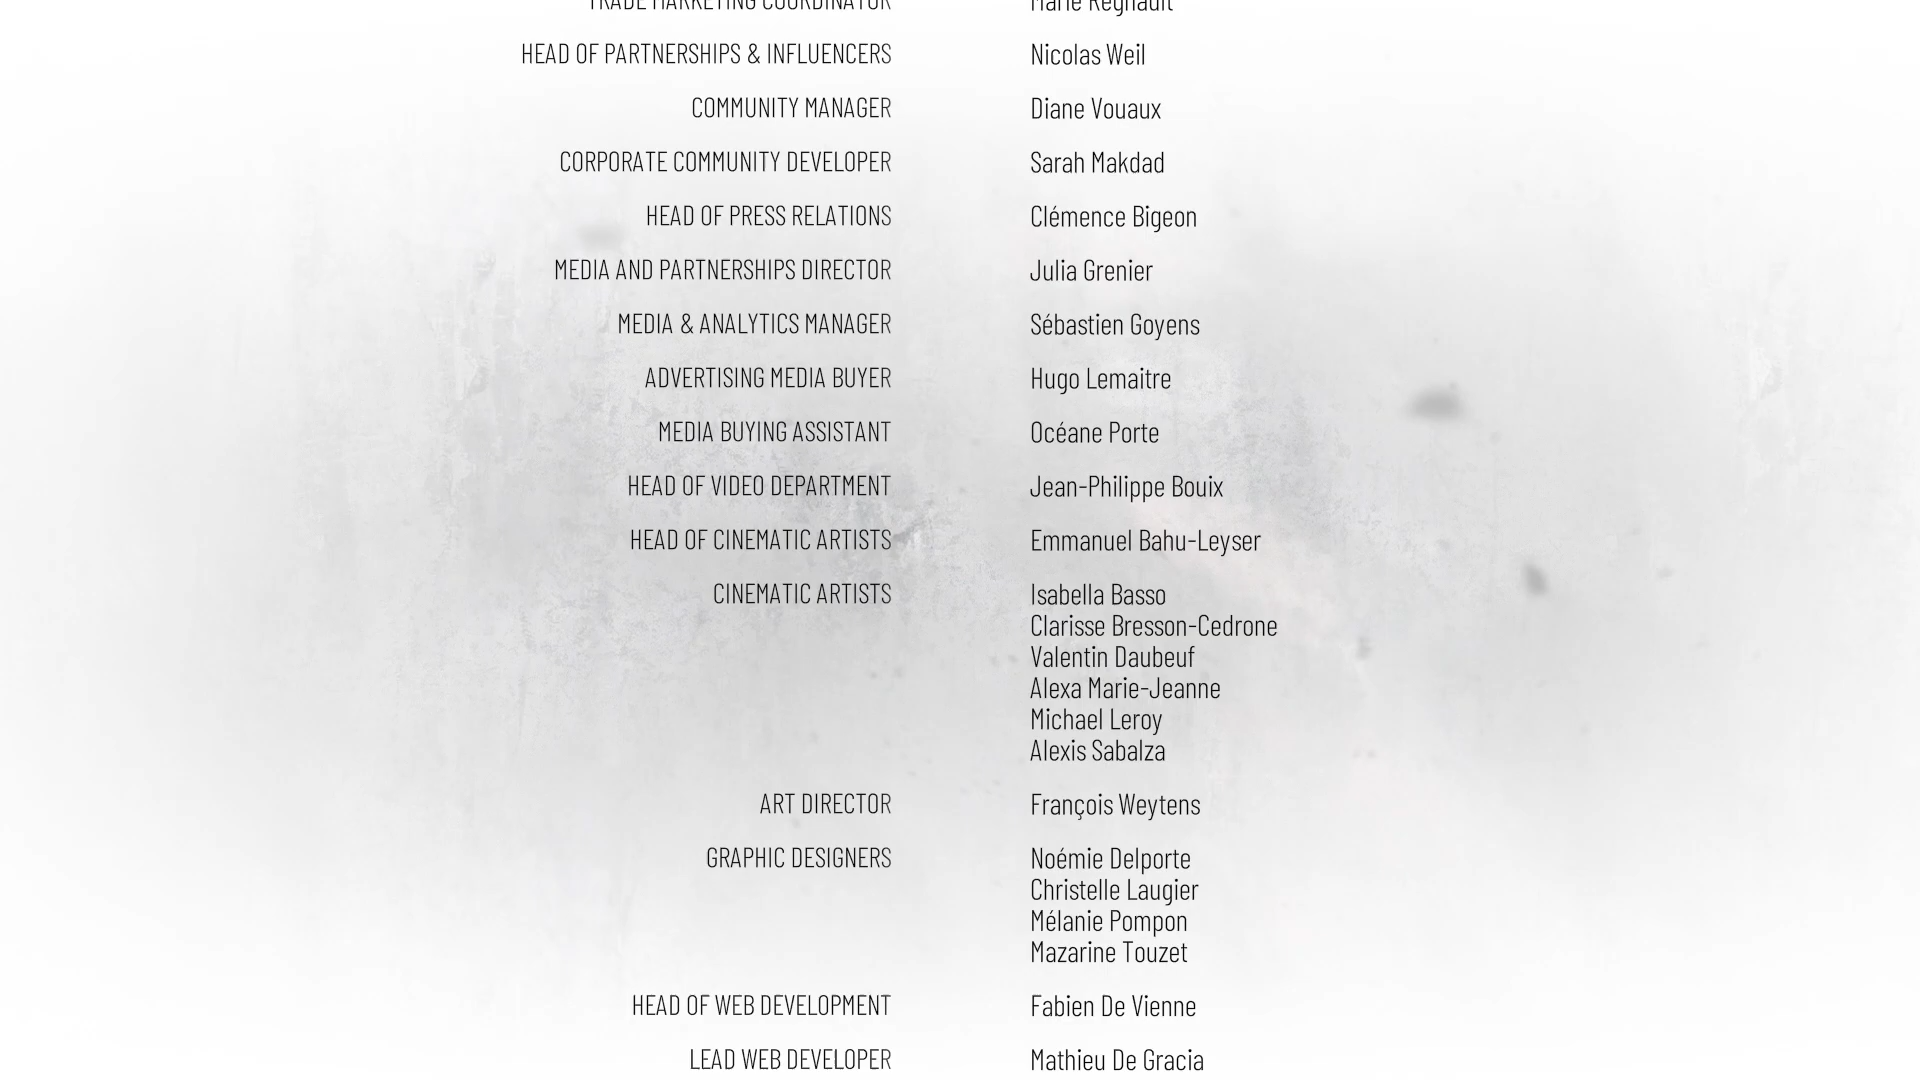 TRADE MARKETING COORDINATOR Marie Regnault
HEAD OF PARTNERSHIPS & INFLUENCERS Nicolas Weil
COMMUNITY MANAGER Diane Vouaux
CORPORATE COMMUNITY DEVELOPER Sarah Makdad
HEAD OF PRESS RELATIONS Clémence Bigeon
MEDIA AND PARTNERSHIPS DIRECTOR Julia Grenier
MEDIA & ANALYTICS MANAGER Sébastien Goyens
ADVERTISING MEDIA BUYER Hugo Lemaitre
MEDIA BUYING ASSISTANT Océane Porte
HEAD OF VIDEO DEPARTMENT Jean-Philippe Bouix
HEAD OF CINEMATIC ARTISTS Emmanuel Bahu-Leyser
CINEMATIC ARTISTS Isabella Basso
Clarisse Bresson-Cedrone
Valentin Daubeuf
Alexa Marie-Jeanne
Michael Leroy
Alexis Sabalza
ART DIRECTOR François Weytens
GRAPHIC DESIGNERS Noémie Delporte
Christelle Laugier
Mélanie Pompon
Mazarine Touzet
HEAD OF WEB DEVELOPMENT Fabien De Vienne
LEAD WEB DEVELOPER Mathieu De Gracia